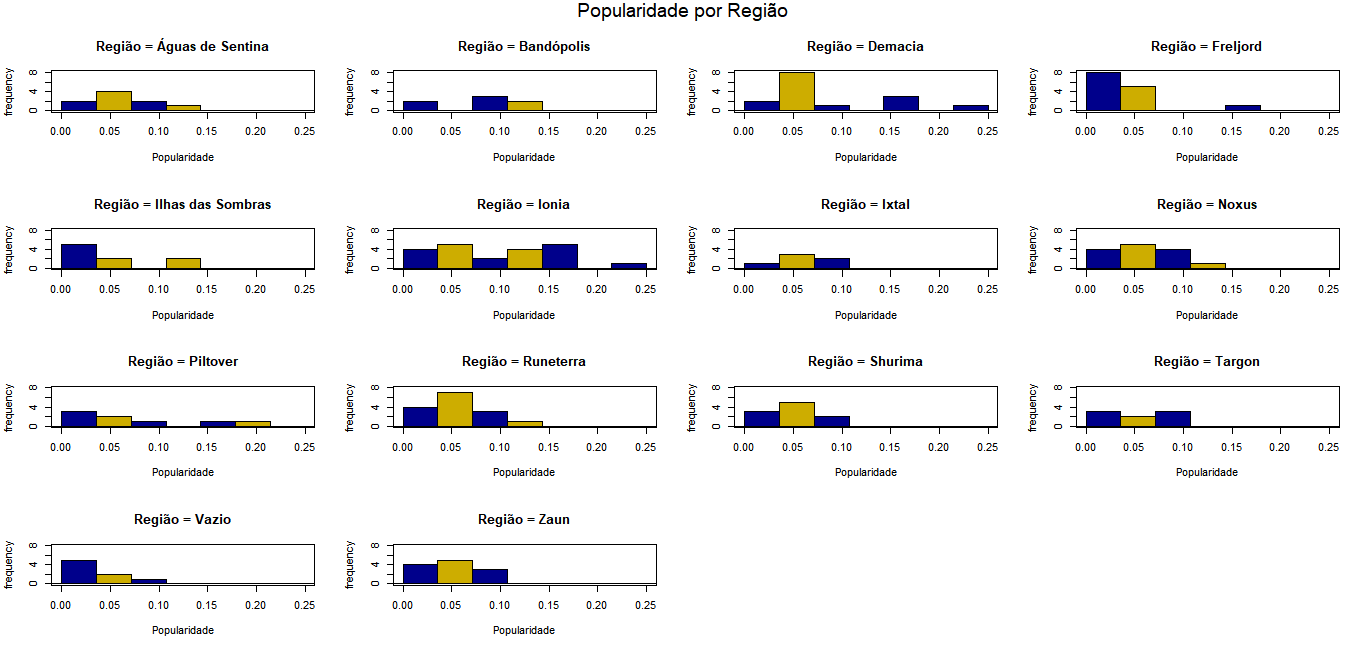 Popularidade por Região
Região = Águas de Sentina
frequency
0 4 8
0.00 0.05 0.10 0.15 0.20 0.25
Popularidade
Região = Bandópolis
frequency
0 4 8
0.00 0.05 0.10 0.15 0.20 0.25
Popularidade
Região = Demacia
frequency
0 4 8
0.00 0.05 0.10 0.15 0.20 0.25
Popularidade
Região = Freljord
frequency
0 4 8
0.00 0.05 0.10 0.15 0.20 0.25
Popularidade
Região = Ilhas das Sombras
frequency
0 4 8
0.00 0.05 0.10 0.15 0.20 0.25
Popularidade
Região = Ionia
frequency
0 4 8
0.00 0.05 0.10 0.15 0.20 0.25
Popularidade
Região = Ixtal
frequency
0 4 8
0.00 0.05 0.10 0.15 0.20 0.25
Popularidade
Região = Noxus
frequency
0 4 8
0.00 0.05 0.10 0.15 0.20 0.25
Popularidade
Região = Piltover
frequency
0 4 8
0.00 0.05 0.10 0.15 0.20 0.25
Popularidade
Região = Runeterra
frequency
0 4 8
0.00 0.05 0.10 0.15 0.20 0.25
Popularidade
Região = Shurima
frequency
0 4 8
0.00 0.05 0.10 0.15 0.20 0.25
Popularidade
Região = Targon
frequency
0 4 8
0.00 0.05 0.10 0.15 0.20 0.25
Popularidade
Região = Vazio
frequency
0 4 8
0.00 0.05 0.10 0.15 0.20 0.25
Popularidade
Região = Zaun
frequency
0 4 8
0.00 0.05 0.10 0.15 0.20 0.25
Popularidade